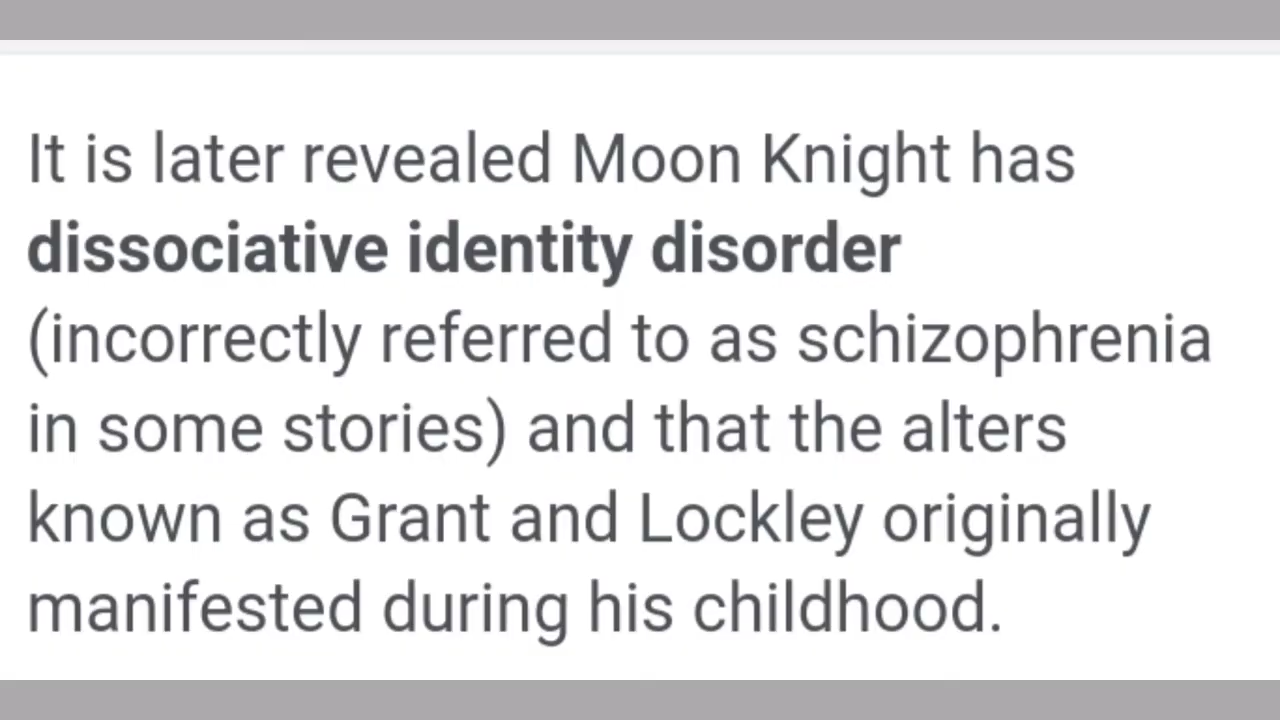 It is later revealed Moon Knight has
dissociative identity disorder
(incorrectly referred to as schizophrenia
in some stories) and that the alters
known as Grant and Lockley originally
manifested during his childhood.